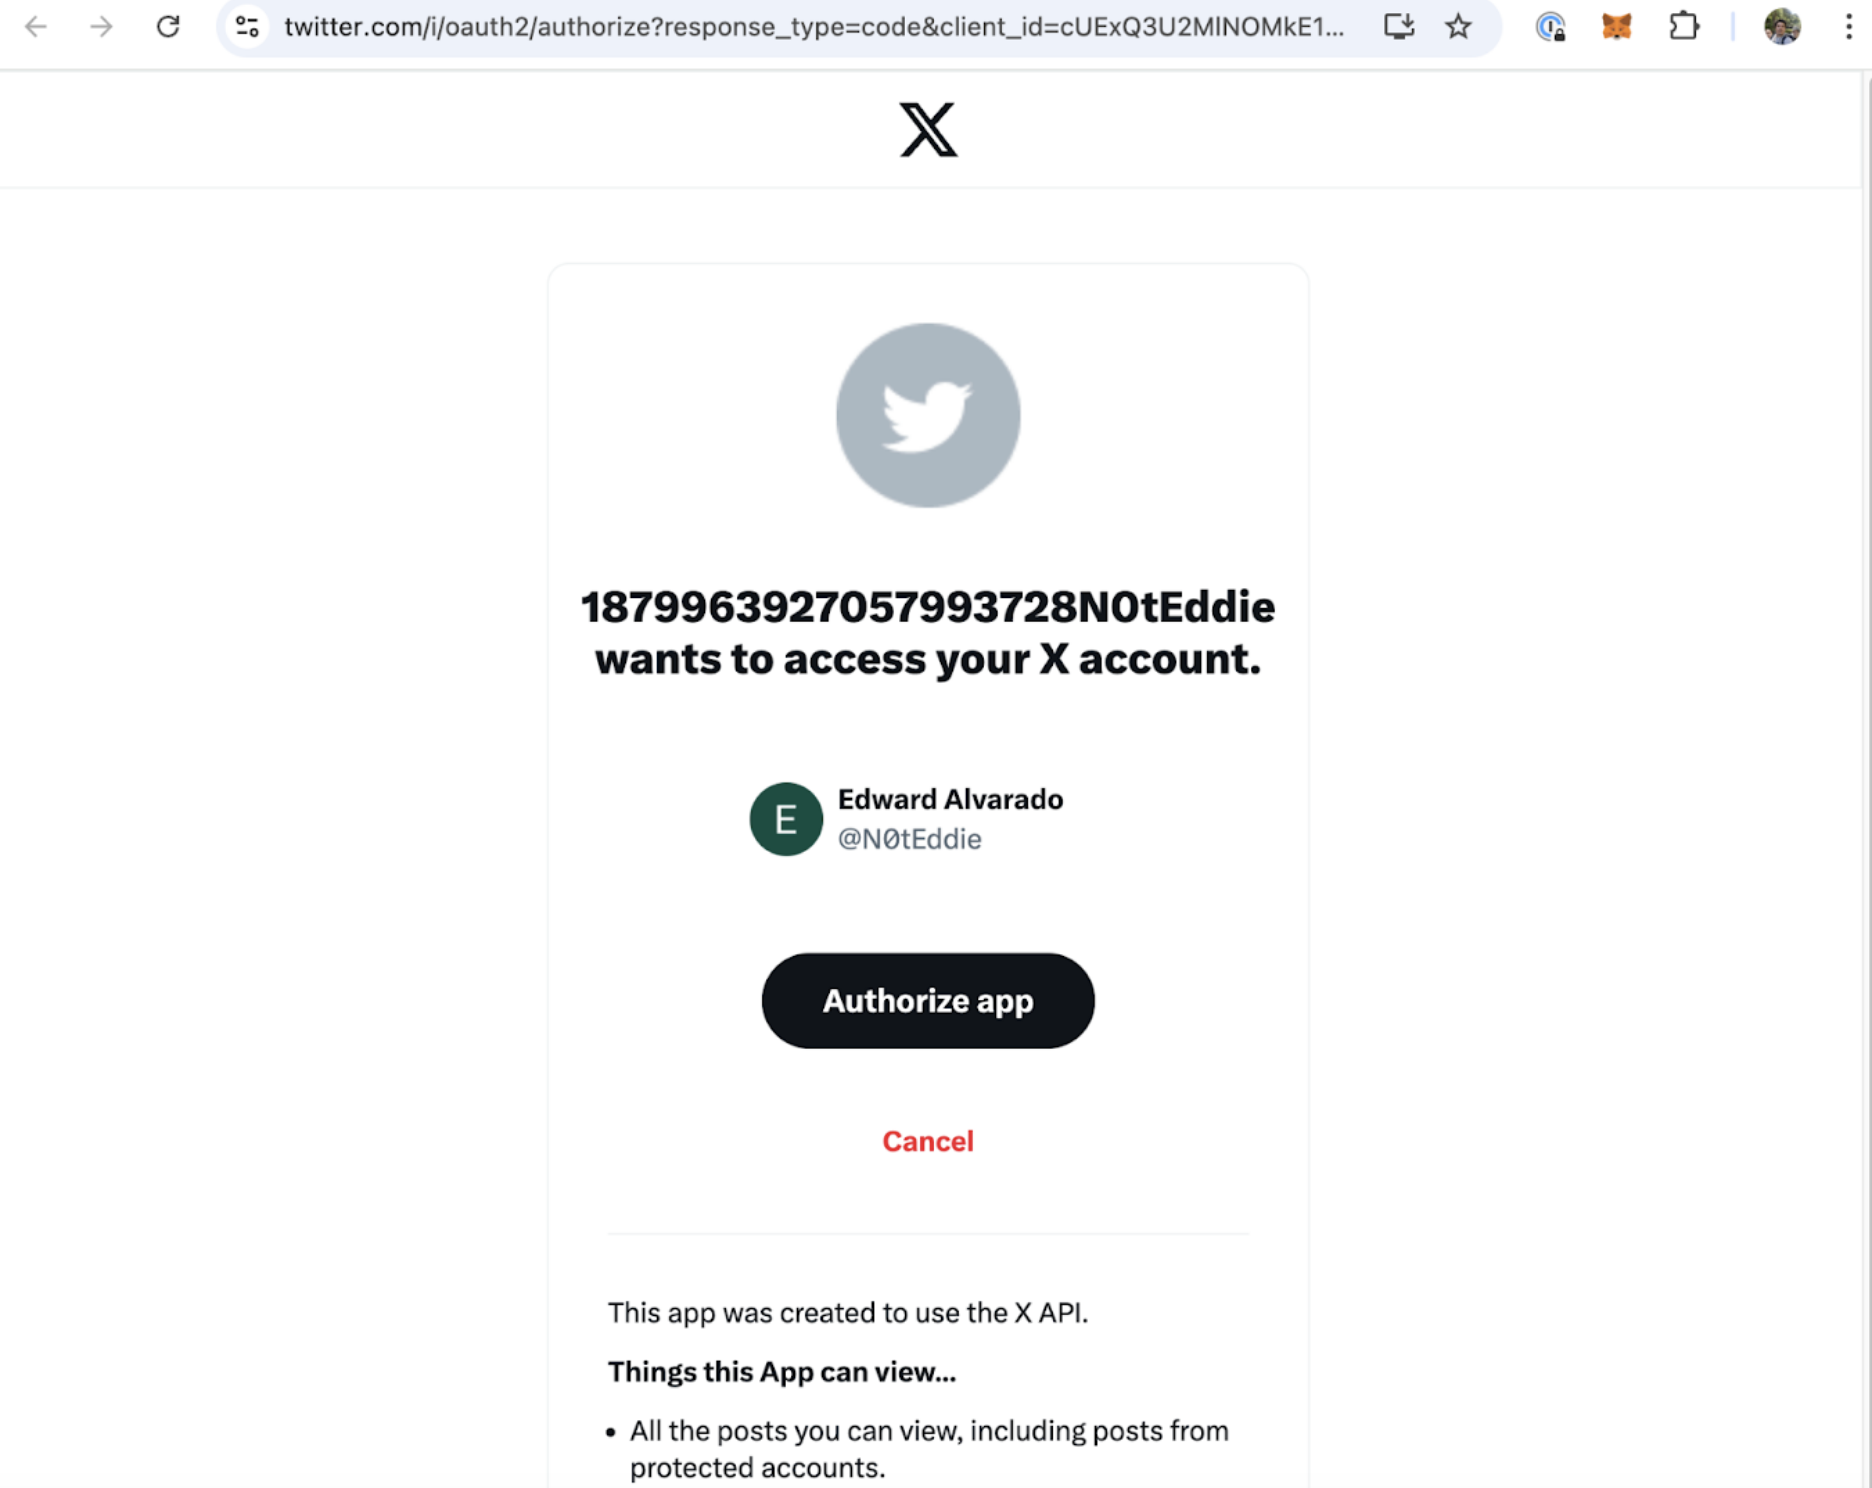 twitter.com/i/oauth2/authorize?response_type=code&client_id=cUExQ3U2MlNOMkE1...
1879963927057993728N0tEddie
wants to access your X account.
E
Edward Alvarado
@N0tEddie
Authorize app
Cancel
This app was created to use the X API.
Things this App can view...
• All the posts you can view, including posts from
protected accounts.